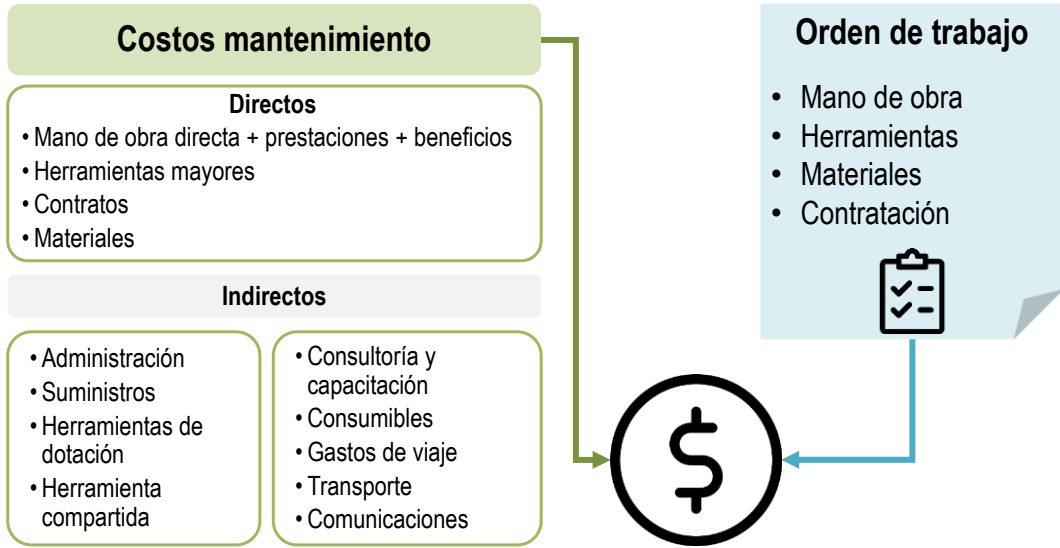 Costos mantenimiento
Directos
• Mano de obra directa + prestaciones + beneficios
• Herramientas mayores
• Contratos
• Materiales
Indirectos
• Administración
• Suministros
• Herramientas de
dotación
• Herramienta
compartida
• Consultoría y
capacitación
• Consumibles
• Gastos de viaje
• Transporte
• Comunicaciones
Orden de trabajo
• Mano de obra
• Herramientas
• Materiales
• Contratación
$